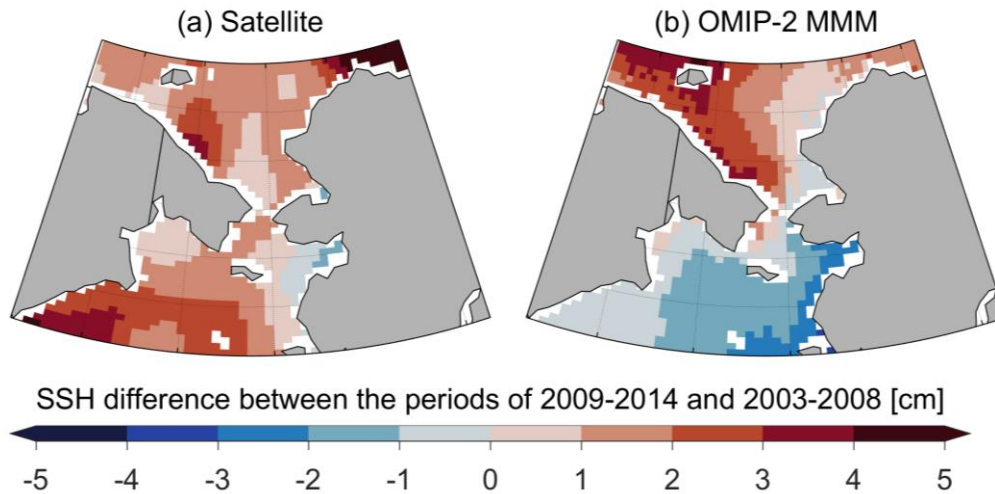 (a) Satellite
(b) OMIP-2 MMM
SSH difference between the periods of 2009-2014 and 2003-2008 [cm]
-5 -4 -3 -2 -1 0 1 2 3 4 5